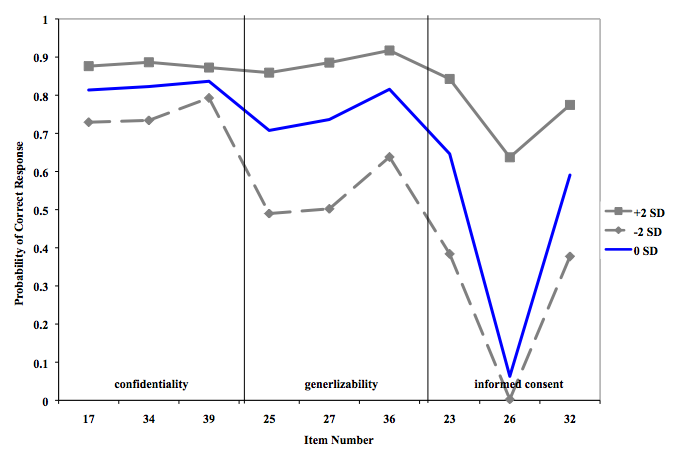 1
0.9
0.8
0.7
0.6
0.5
0.4
0.3
0.2
0.1
0
Probability of Correct Response
+2 SD
-2 SD
0 SD
confidentiality generlizability informed consent
17 34 39 25 27 36 23 26 32
Item Number